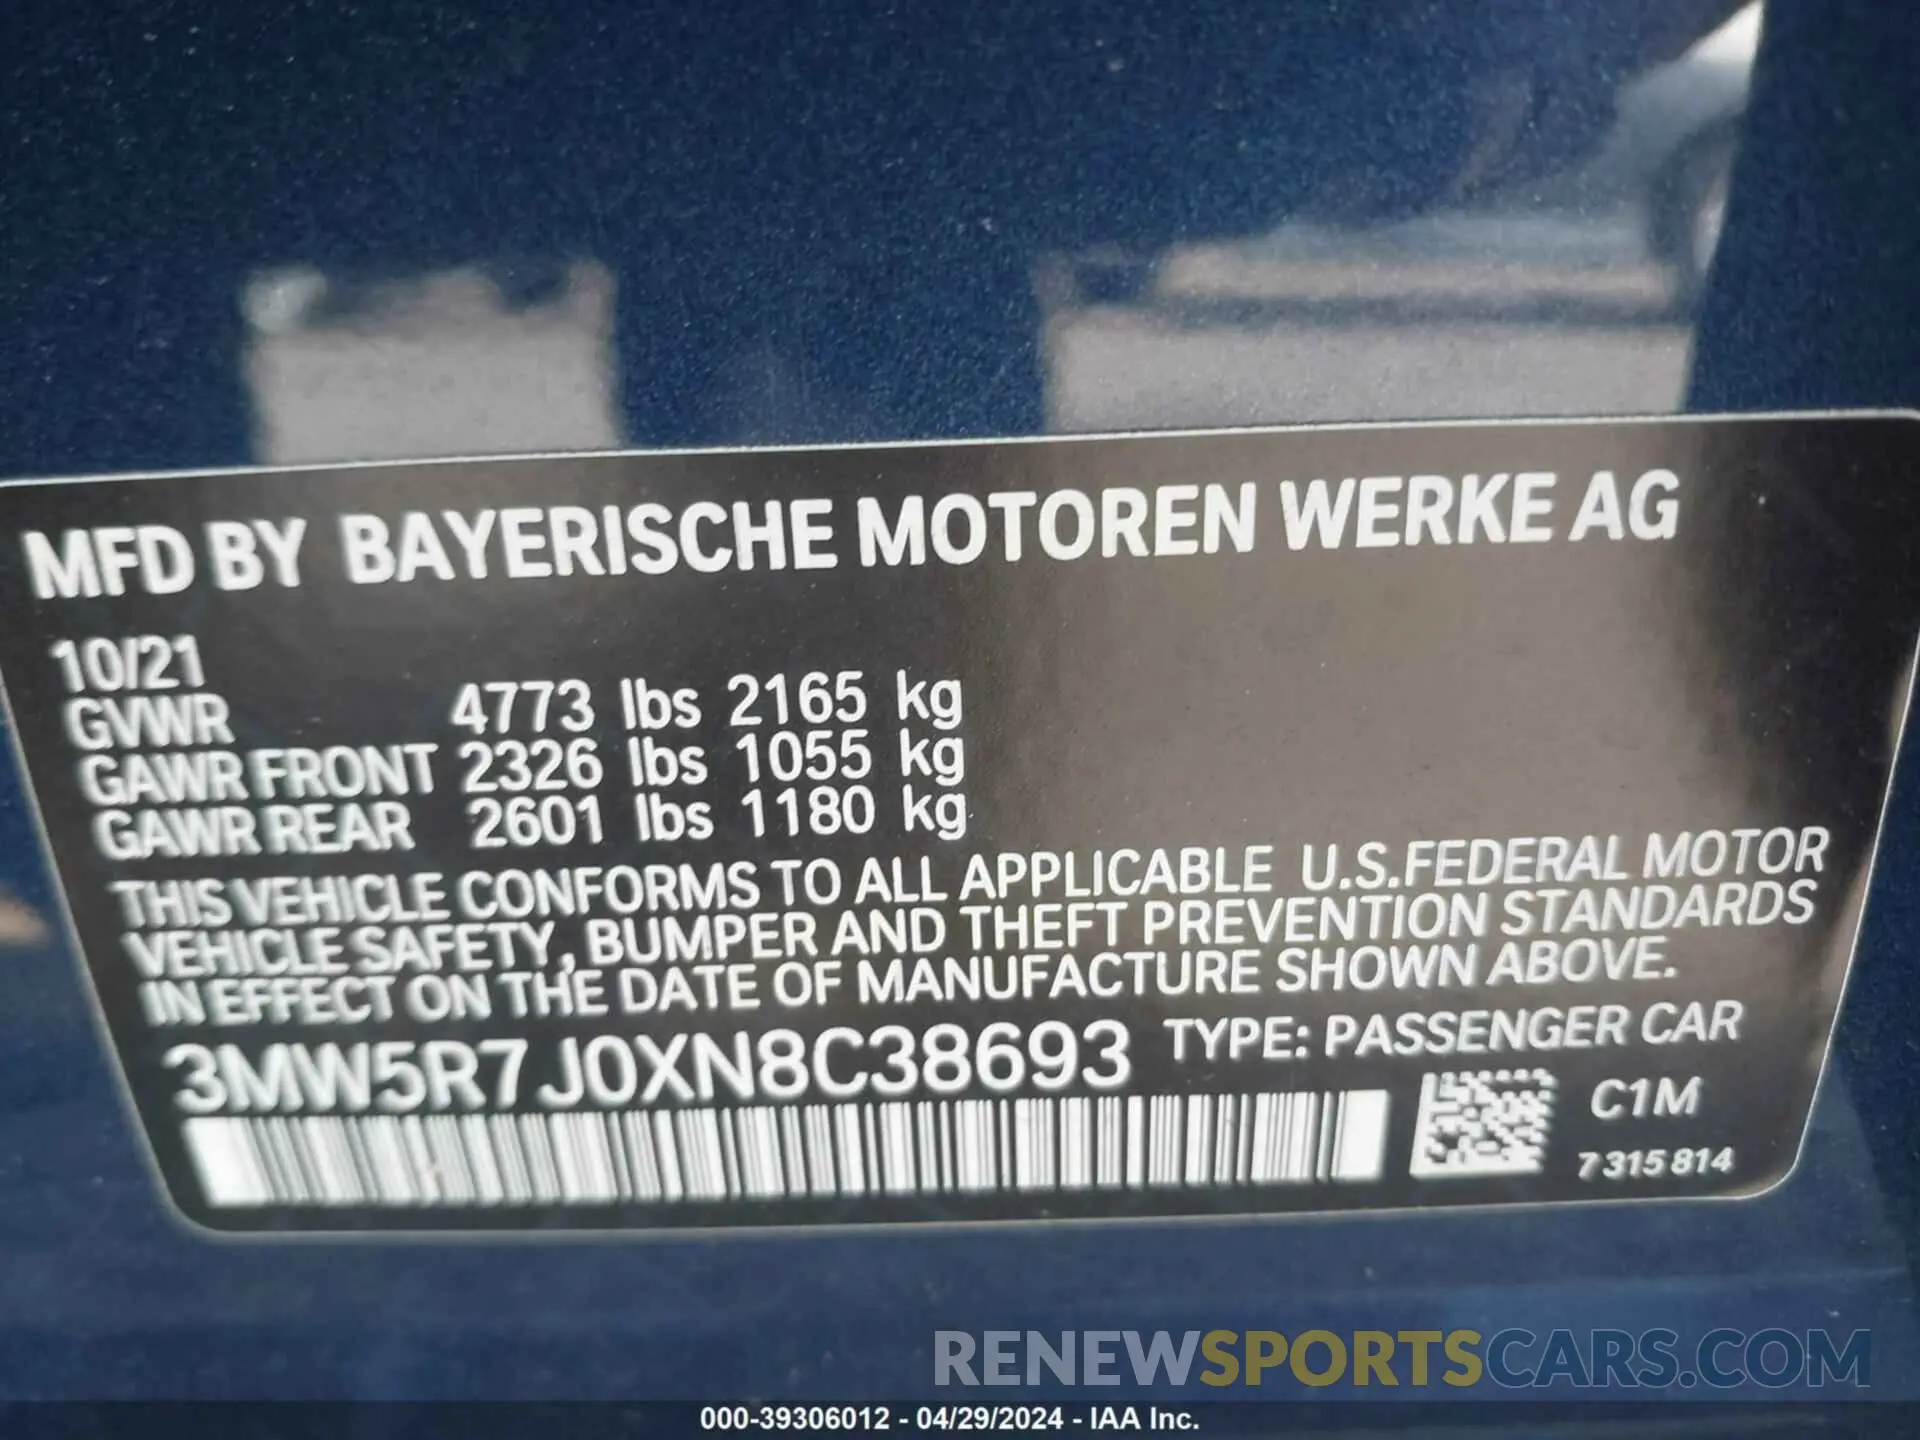 MFD BY BAYERISCHE MOTOREN WERKE AG
10/21
GVWR 4773 lbs 2165 kg
GAWR FRONT 2326 lbs 1055 kg
GAWR REAR 2601 lbs 1180 kg
THIS VEHICLE CONFORMS TO ALL APPLICABLE U.S.FEDERAL MOTOR
VEHICLE SAFETY, BUMPER AND THEFT PREVENTION STANDARDS
IN EFFECT ON THE DATE OF MANUFACTURE SHOWN ABOVE.
3MW5R7J0XN8C38693 TYPE: PASSENGER CAR
C1M
7315814
RENEWSPORTSCARS.COM
000-39306012 - 04/29/2024 - IAA Inc.